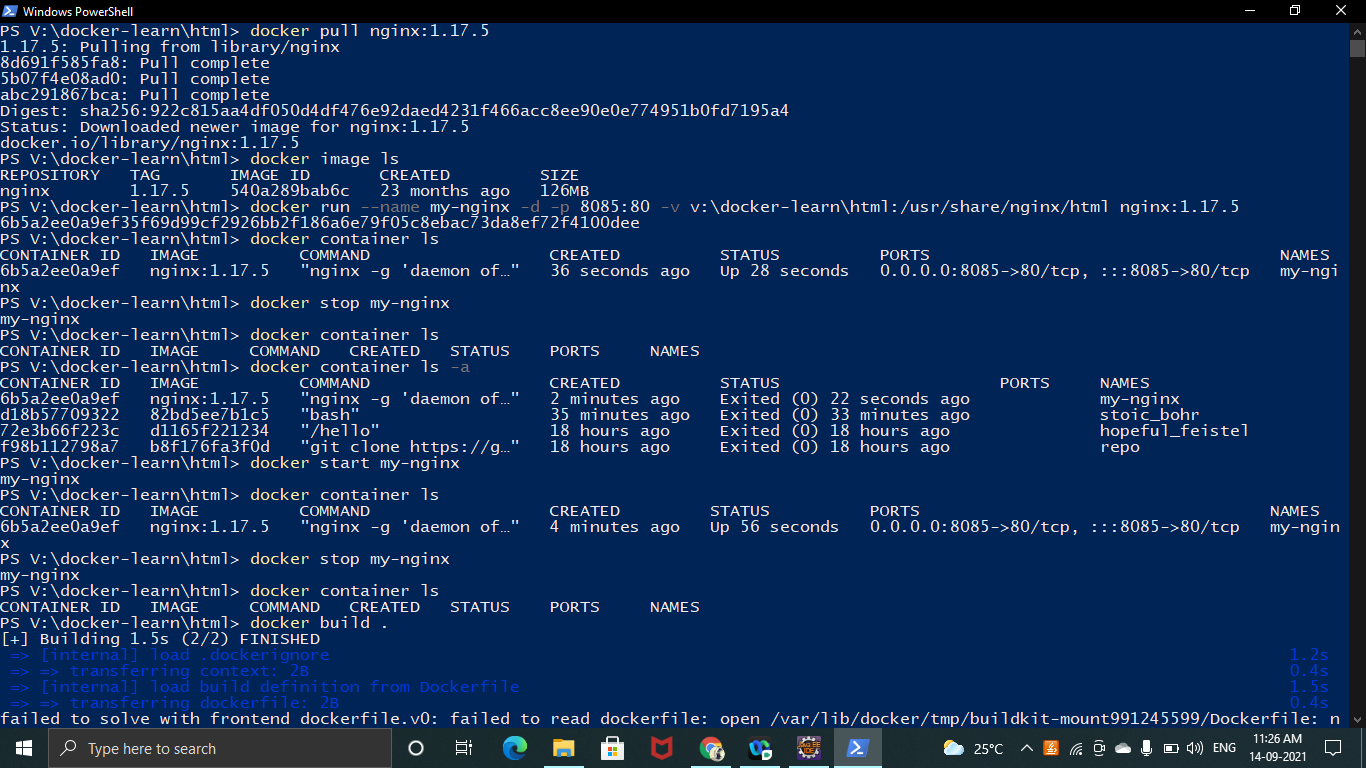 Windows PowerShell
PS V:\docker-learn\html> docker pull nginx:1.17.5
1.17.5: Pulling from library/nginx
8d691f585fa8: Pull complete
5b07f4e08ad0: Pull complete
abc291867bca: Pull complete
Digest: sha256:922c815aa4df050d4df476e92daed4231f466acc8ee90e0e774951b0fd7195a4
Status: Downloaded newer image for nginx:1.17.5
docker.io/library/nginx:1.17.5
PS V:\docker-learn\html> docker image ls
REPOSITORY   TAG       IMAGE ID       CREATED         SIZE
nginx        1.17.5    540a289bab6c   23 months ago   126MB
PS V:\docker-learn\html> docker run --name my-nginx -d -p 8085:80 -v v:\docker-learn\html:/usr/share/nginx/html nginx:1.17.5
6b5a2ee0a9ef35f69d99cf2926bb2f186a6e79f05c8ebac73da8ef72f4100dee
PS V:\docker-learn\html> docker container ls
CONTAINER ID   IMAGE          COMMAND                  CREATED          STATUS          PORTS                                   NAMES
6b5a2ee0a9ef   nginx:1.17.5   "nginx -g 'daemon of…"   36 seconds ago   Up 28 seconds   0.0.0.0:8085->80/tcp, :::8085->80/tcp   my-ngi
nx
PS V:\docker-learn\html> docker stop my-nginx
my-nginx
PS V:\docker-learn\html> docker container ls
CONTAINER ID   IMAGE     COMMAND   CREATED   STATUS    PORTS     NAMES
PS V:\docker-learn\html> docker container ls -a
CONTAINER ID   IMAGE          COMMAND                  CREATED          STATUS                      PORTS     NAMES
6b5a2ee0a9ef   nginx:1.17.5   "nginx -g 'daemon of…"   2 minutes ago    Exited (0) 22 seconds ago             my-nginx
d18b57709322   82bd5ee7b1c5   "bash"                   35 minutes ago   Exited (0) 33 minutes ago             stoic_bohr
72e3b66f223c   d1165f221234   "/hello"                 18 hours ago     Exited (0) 18 hours ago               hopeful_feistel
f98b112798a7   b8f176fa3f0d   "git clone https://g…"   18 hours ago     Exited (0) 18 hours ago               repo
PS V:\docker-learn\html> docker start my-nginx
my-nginx
PS V:\docker-learn\html> docker container ls
CONTAINER ID   IMAGE          COMMAND                  CREATED         STATUS          PORTS                                   NAMES
6b5a2ee0a9ef   nginx:1.17.5   "nginx -g 'daemon of…"   4 minutes ago   Up 56 seconds   0.0.0.0:8085->80/tcp, :::8085->80/tcp   my-ngin
x
PS V:\docker-learn\html> docker stop my-nginx
my-nginx
PS V:\docker-learn\html> docker container ls
CONTAINER ID   IMAGE     COMMAND   CREATED   STATUS    PORTS     NAMES
PS V:\docker-learn\html> docker build .
[+] Building 1.5s (2/2) FINISHED
 => [internal] load .dockerignore 1.2s
 => => transferring context: 2B 0.4s
 => [internal] load build definition from Dockerfile 1.5s
 => => transferring dockerfile: 2B 0.4s
failed to solve with frontend dockerfile.v0: failed to read dockerfile: open /var/lib/docker/tmp/buildkit-mount991245599/Dockerfile: n
Type here to search
25°C
ENG
11:26 AM
14-09-2021